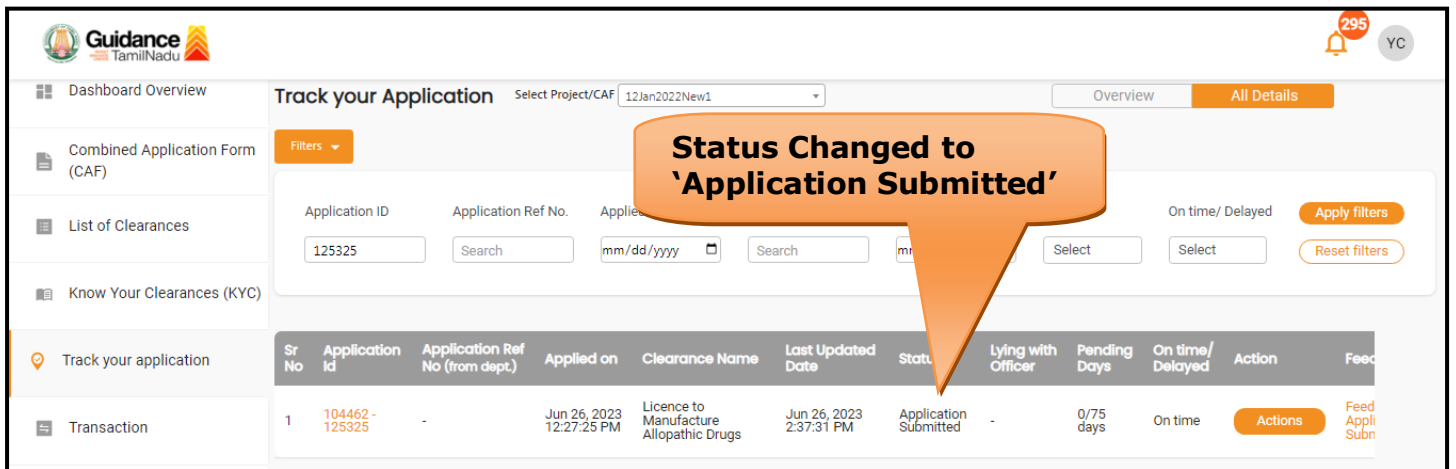 Guidance
TamilNadu
295
YC
Dashboard Overview
Combined Application Form
(CAF)
List of Clearances
Know Your Clearances (KYC)
Track your application
Transaction
Track your Application
Select Project/CAF
12Jan2022New1
Overview
All Details
Filters
Status Changed to
‘Application Submitted’
Application ID
Application Ref No.
On time/ Delayed
Apply filters
125325
Search
mm/dd/yyyy
Search
Select
Select
Reset filters
Sr
No
Application
Id
Application Ref
No (from dept.)
Applied on
Clearance Name
Last Updated
Date
Lying with
Officer
Pending
Days
On time/
Delayed
Action
1
104462 -
125325
-
Jun 26, 2023
12:27:25 PM
Licence to
Manufacture
Allopathic Drugs
Jun 26, 2023
2:37:31 PM
Application
Submitted
-
0/75
days
On time
Actions